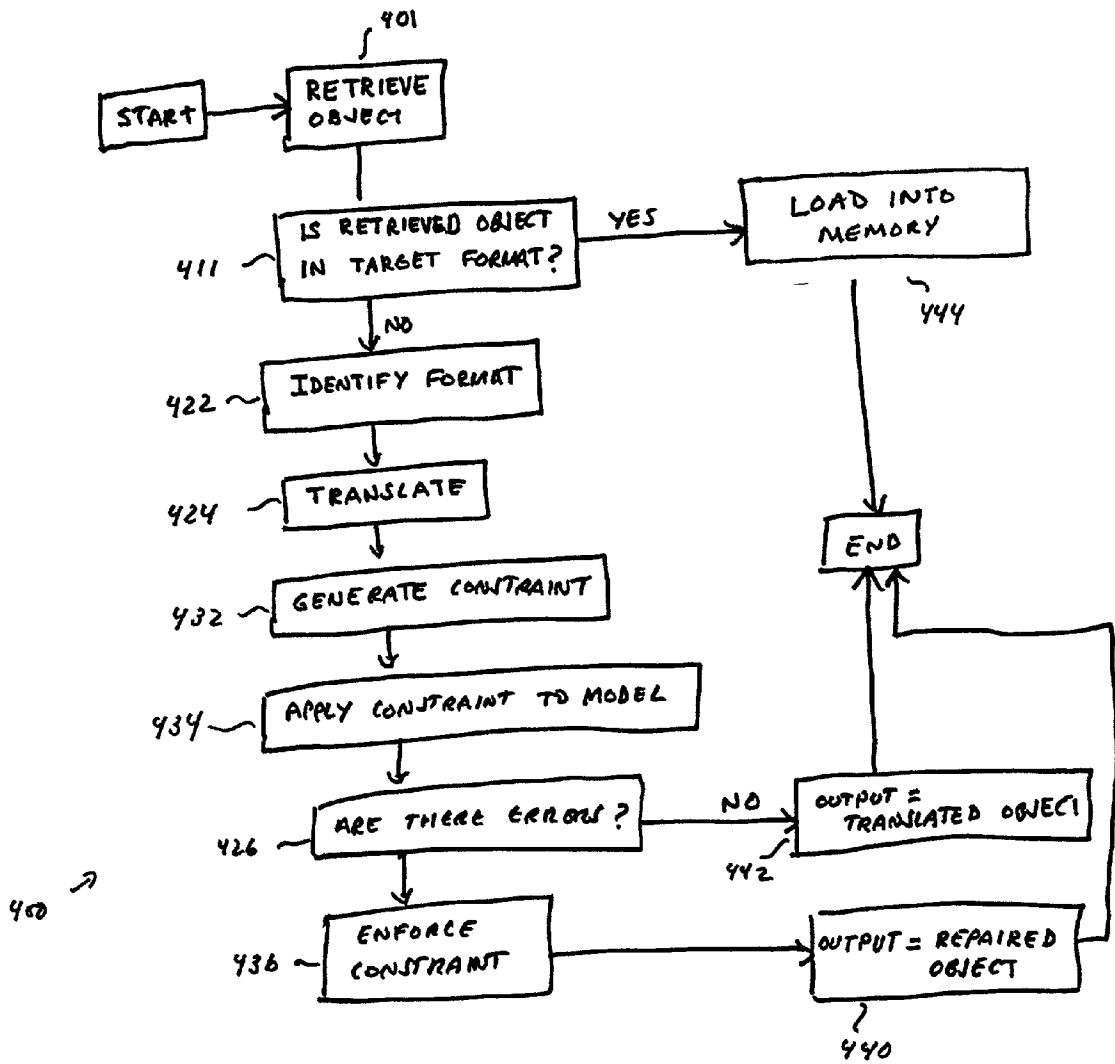 401
START
RETRIEVE
OBJECT
IS RETRIEVED OBJECT
IN TARGET FORMAT?
411
YES
LOAD INTO
MEMORY
444
NO
IDENTIFY FORMAT
422
TRANSLATE
424
END
GENERATE CONSTRAINT
432
APPLY CONSTRAINT TO MODEL
434
ARE THERE ERRORS?
426
NO
OUTPUT =
TRANSLATED OBJECT
442
400
ENFORCE
CONSTRAINT
436
OUTPUT = REPAIRED
OBJECT
440